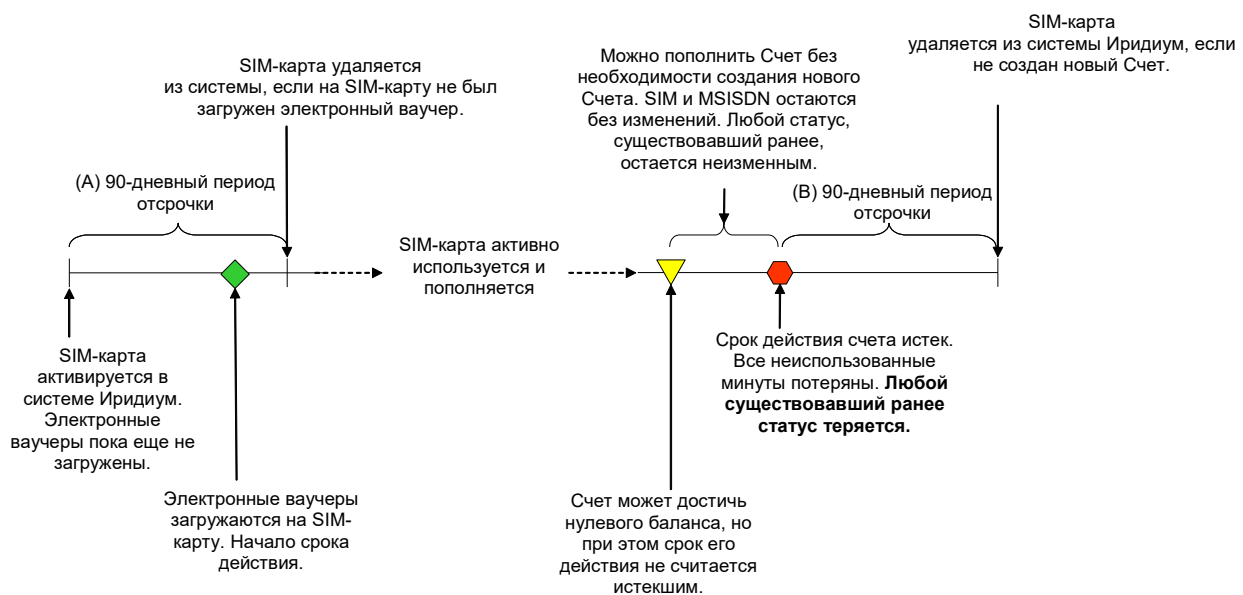 SIM-карта удаляется
из системы, если на SIM-карту не был
загружен электронный ваучер.
Можно пополнить Счет без
необходимости создания нового
Счета. SIM и MSISDN остаются
без изменений. Любой статус,
существовавший ранее,
остается неизменным.
SIM-карта
удаляется из системы Иридиум, если
не создан новый Счет.
(A) 90-дневный период
отсрочки
(B) 90-дневный период
отсрочки
SIM-карта активно
используется и
пополняется
SIM-карта
активируется в
системе Иридиум.
Электронные
ваучеры пока еще не
загружены.
Электронные ваучеры
загружаются на SIM-
карту. Начало срока
действия.
Счет может достичь
нулевого баланса, но
при этом срок его
действия не считается
истекшим.
Срок действия счета истек.
Все неиспользованные
минуты потеряны. Любой
существовавший ранее
статус теряется.